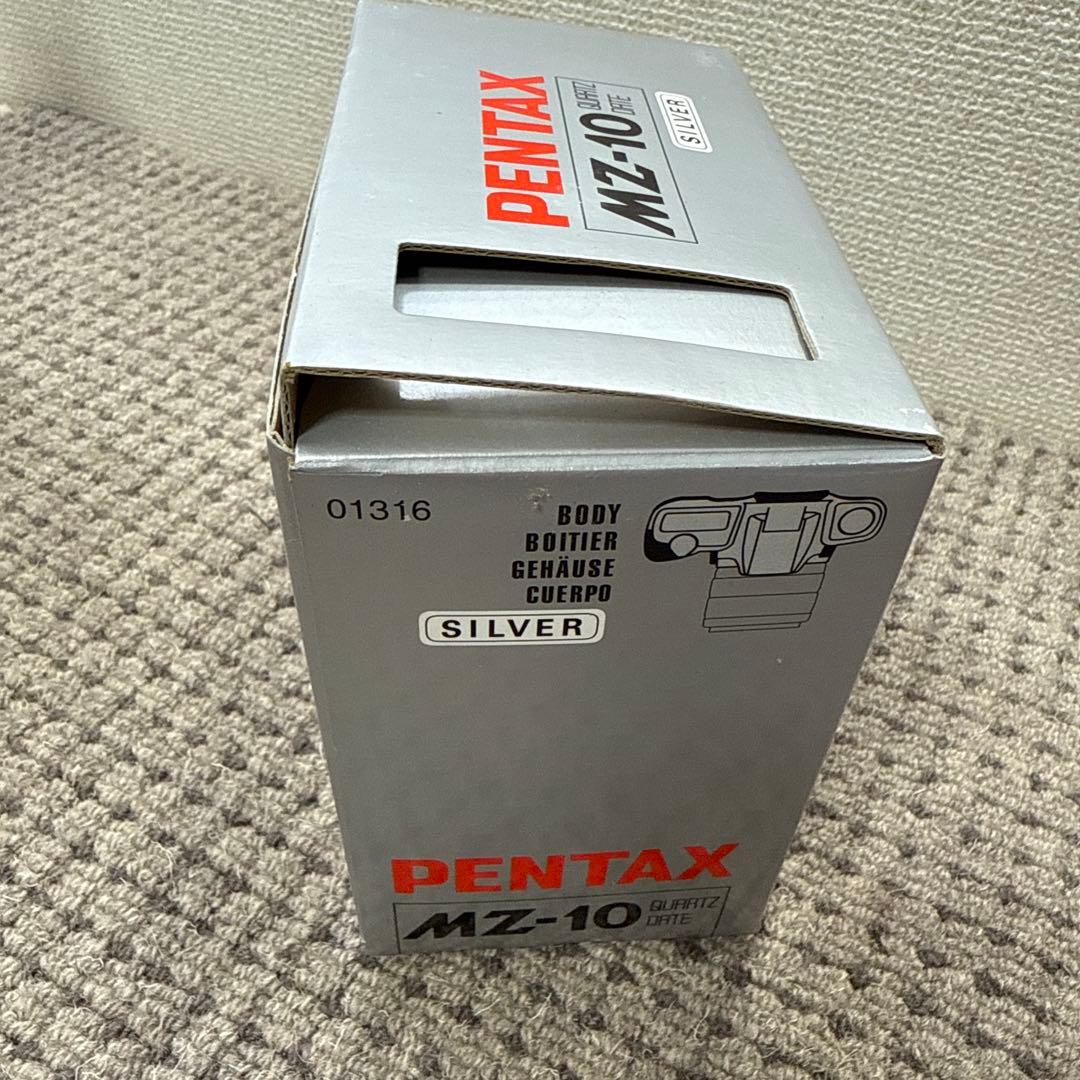 PENTAX
MZ-10 QUARTZ DATE
SILVER
01316
BODY
BOITIER
GEHÄUSE
CUERPO
SILVER
PENTAX
MZ-10 QUARTZ DATE